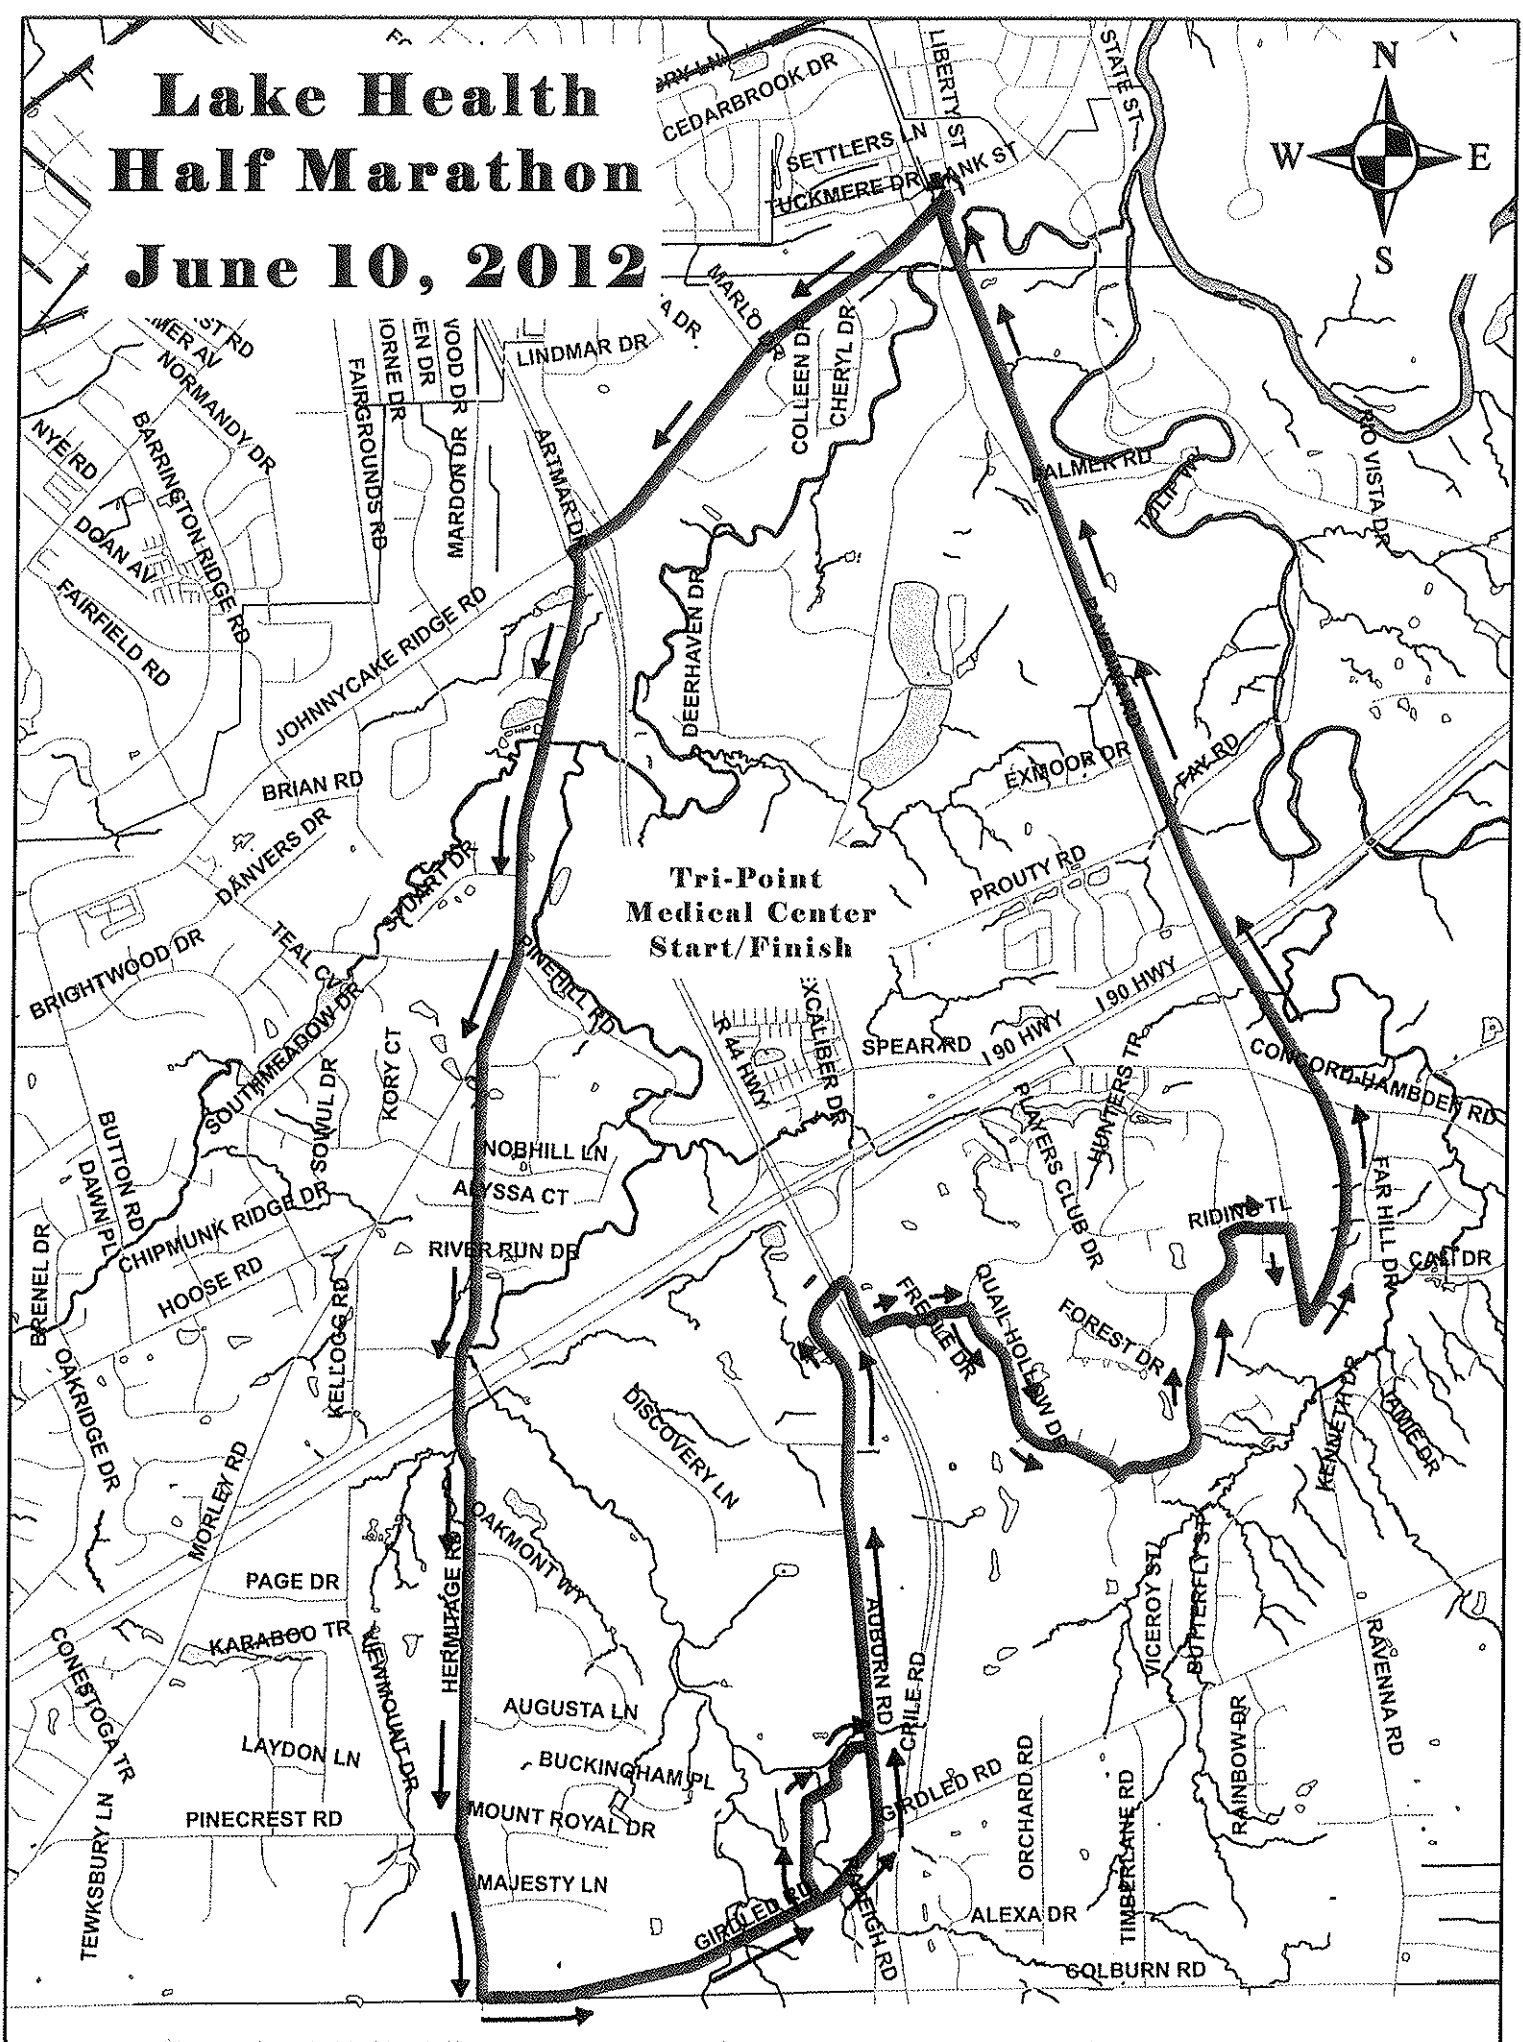 Lake Health
Half Marathon
June 10, 2012
N
W
E
S
CEDARBROOK DR
LIBERTY ST
STATE ST
SETTLERS LN
TUCKMERE DR
BANK ST
MARLO DR
COLLEEN DR
CHERYL DR
LINDMAR DR
NORMANDY DR
FAIRGROUNDS RD
MARDON DR
ARTMAR DR
NYE RD
BARRINGTON RIDGE RD
DOAN AV
FAIRFIELD RD
TULIP
RIO VISTA DR
DEERHAVEN DR
JOHNNYCAKE RIDGE RD
BRIAN RD
EXMOOR DR
FAY RD
DANVERS DR
STUART DR
Tri-Point
Medical Center
Start/Finish
PROUTY RD
BRIGHTWOOD DR
TEAL CV
PINEHILL RD
SOUTHMEADOW DR
R 44 HWY
SPEAR RD
I 90 HWY
I 90 HWY
KORY CT
SOWUL DR
CONCORD-HAMBDEN RD
HUNTERS TR
PLAYERS CLUB DR
BUTTON RD
DAWN PL
NOBHILL LN
ALYSSA CT
FAR HILL DR
RIDING TL
CHIPMUNK RIDGE DR
RIVER RUN DR
HOOSE RD
BRENEL DR
KELLOGG RD
QUAIL HOLLOW DR
FOREST DR
OAKRIDGE DR
DISCOVERY LN
KENNETH DR
MORLEY RD
OAKMONT WY
HERMITAGE RD
PAGE DR
KARABOO TR
VIEWMOUNT DR
CONESTOGA TR
VICEROY ST
BUTTERFLY ST
AUBURN RD
CRILE RD
RAVENNA RD
AUGUSTA LN
LAYDON LN
BUCKINGHAM PL
GIRDLED RD
ORCHARD RD
RAINBOW DR
PINECREST RD
MOUNT ROYAL DR
TIMBERLANE RD
TEWKSBURY LN
MAJESTY LN
GIRDLED RD
ALEXA DR
COLBURN RD